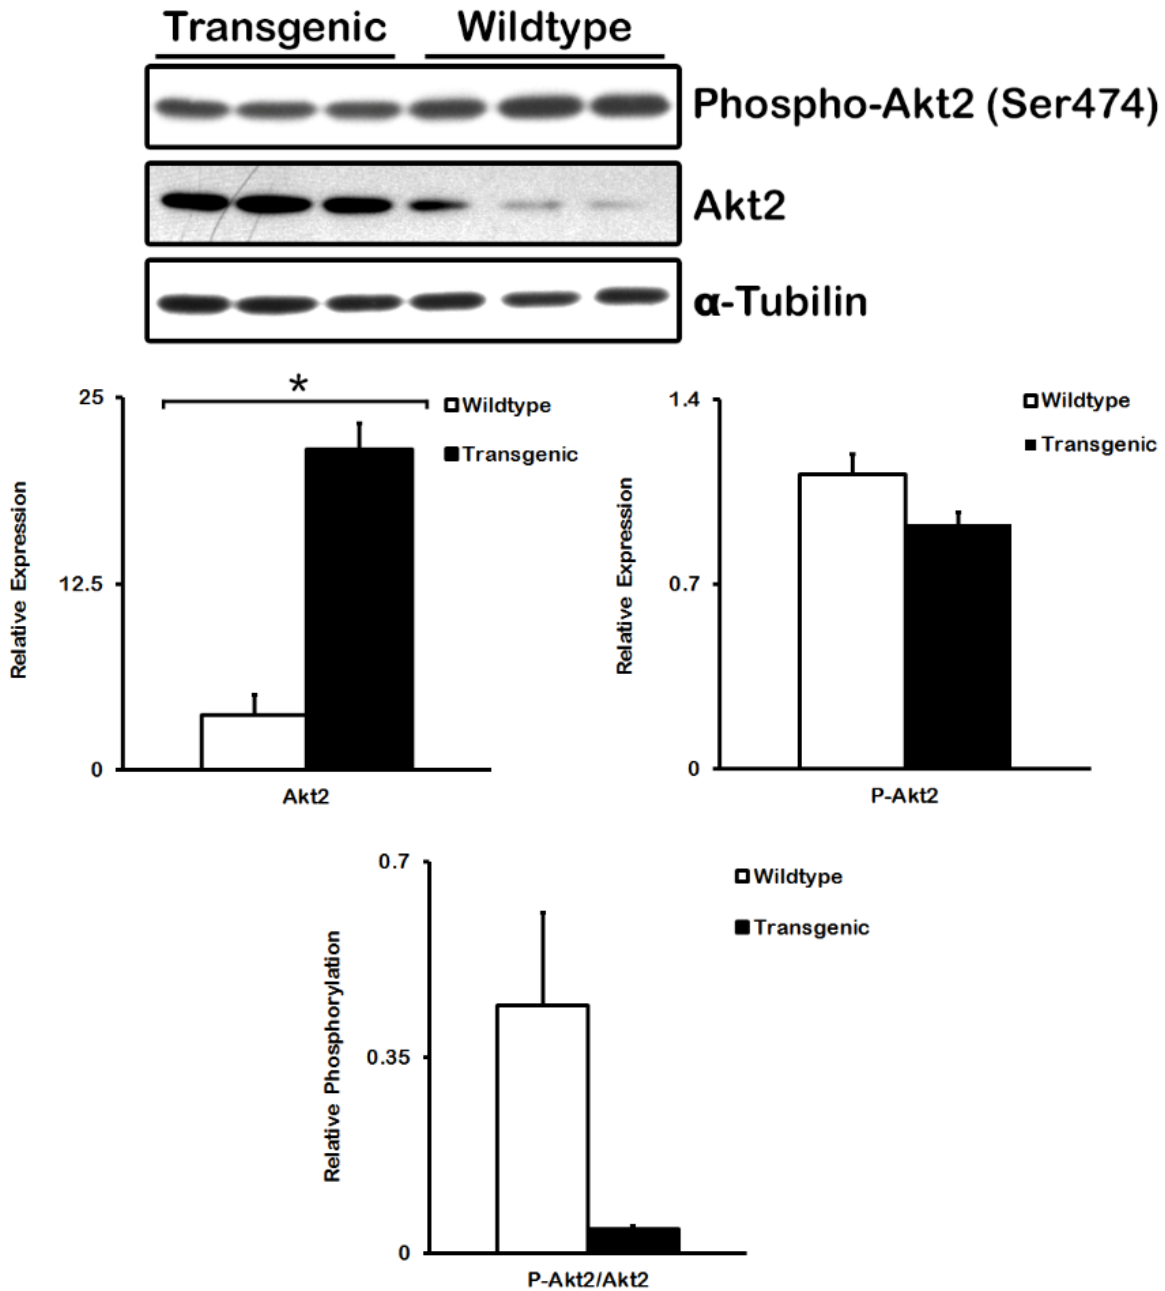 Transgenic Wildtype
Phospho-Akt2 (Ser474)
Akt2
α-Tubilin
*
25
12.5
0
Relative Expression
Akt2
Wildtype
Transgenic
1.4
0.7
0
Relative Expression
P-Akt2
Wildtype
Transgenic
0.7
0.35
0
Relative Phosphorylation
P-Akt2/Akt2
Wildtype
Transgenic